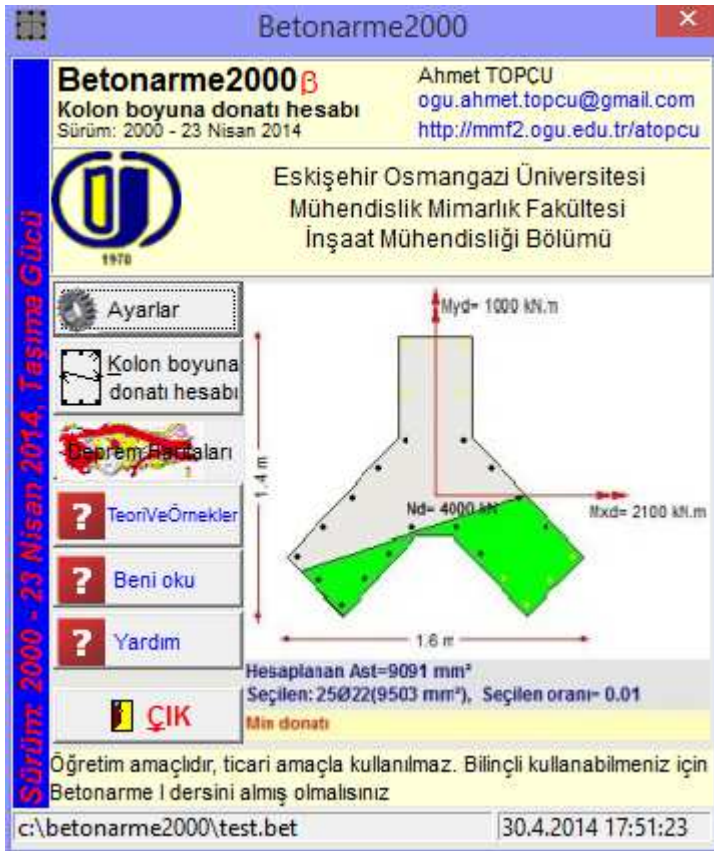 Betonarme2000
Betonarme2000β
Kolon boyuna donatı hesabı
Sürüm: 2000 - 23 Nisan 2014
Ahmet TOPCU
ogu.ahmet.topcu@gmail.com
http://mmf2.ogu.edu.tr/atopcu
1970
Eskişehir Osmangazi Üniversitesi
Mühendislik Mimarlık Fakültesi
İnşaat Mühendisliği Bölümü
Sürüm: 2000 - 23 Nisan 2014, Taşıma Gücü
Ayarlar
Kolon boyuna
donatı hesabı
Deprem Haritaları
TeoriVeÖrnekler
Beni oku
Yardım
ÇIK
Myd= 1000 kN.m
1.4 m
Nd= 4000 kN
Mxd= 2100 kN.m
1.6 m
Hesaplanan Ast=9091 mm²
Seçilen: 25Ø22(9503 mm²), Seçilen oranı= 0.01
Min donatı
Öğretim amaçlıdır, ticari amaçla kullanılmaz. Bilinçli kullanabilmeniz için
Betonarme I dersini almış olmalısınız
c:\betonarme2000\test.bet
30.4.2014 17:51:23